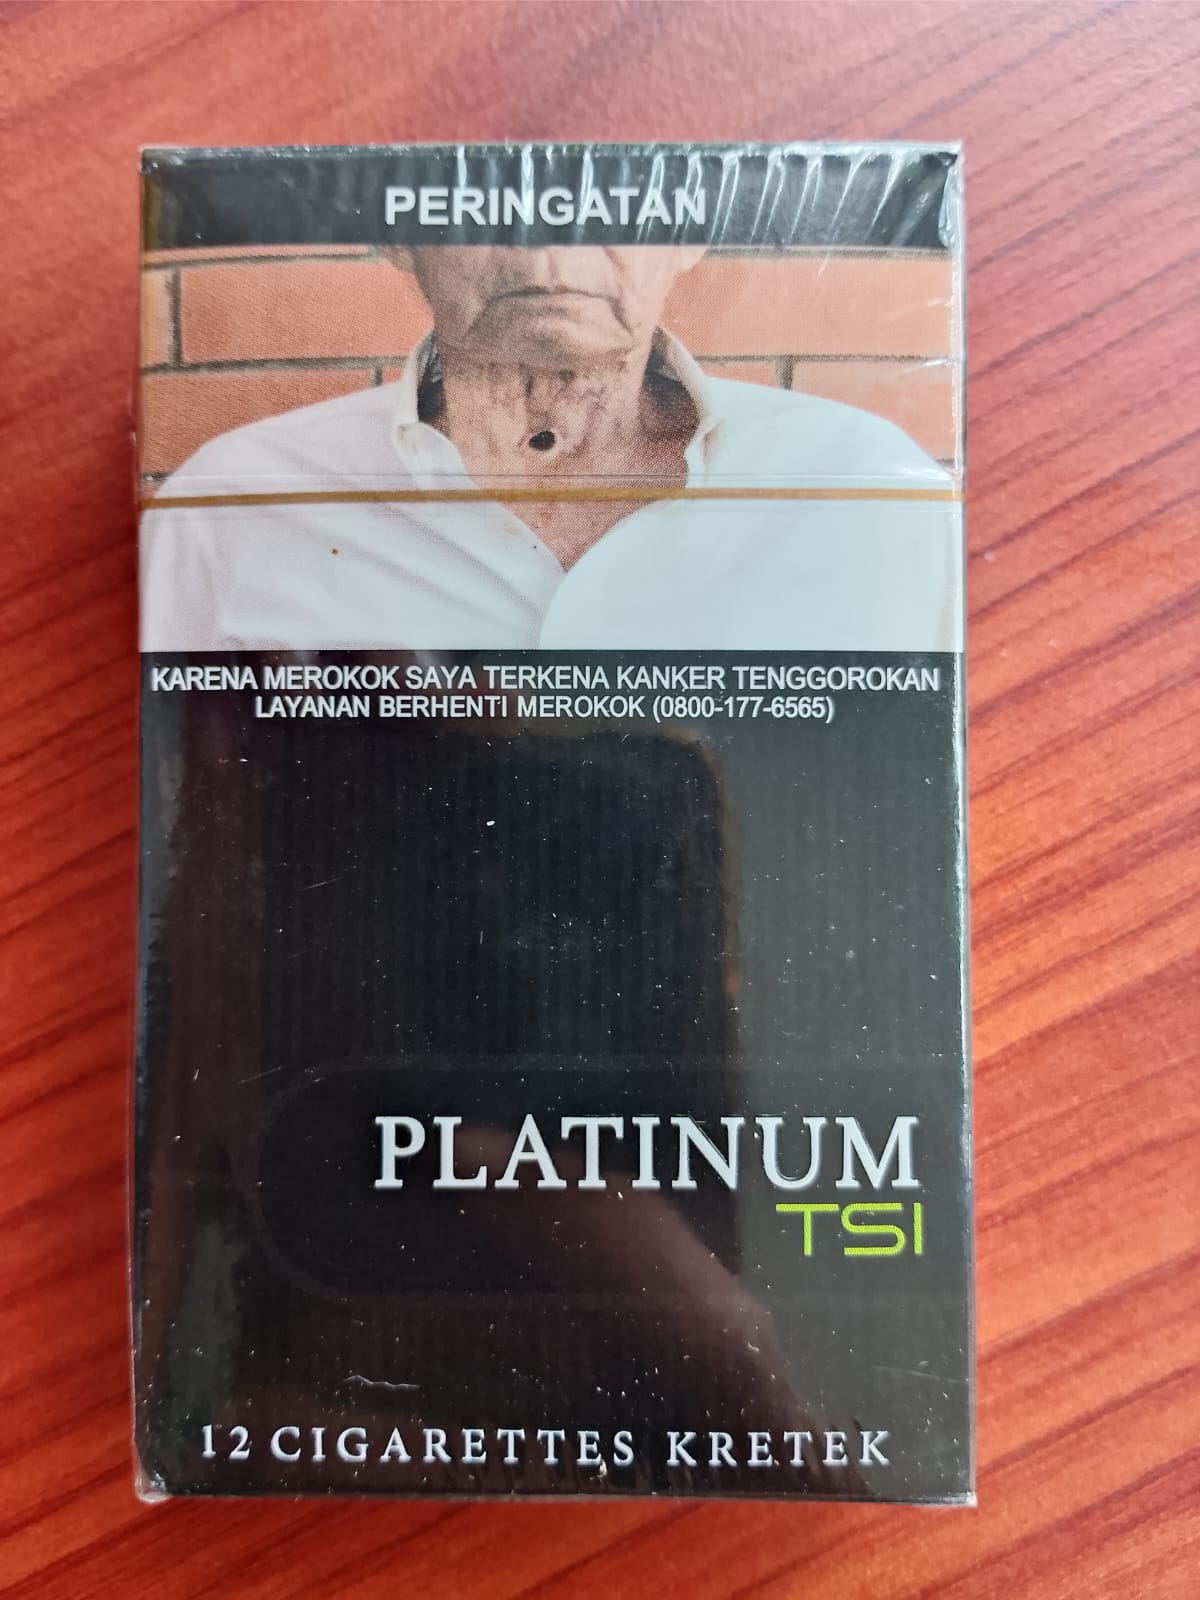 PERINGATAN
KARENA MEROKOK SAYA TERKENA KANKER TENGGOROKAN
LAYANAN BERHENTI MEROKOK (0800-177-6565)
PLATINUM
TSI
12 CIGARETTES KRETEK